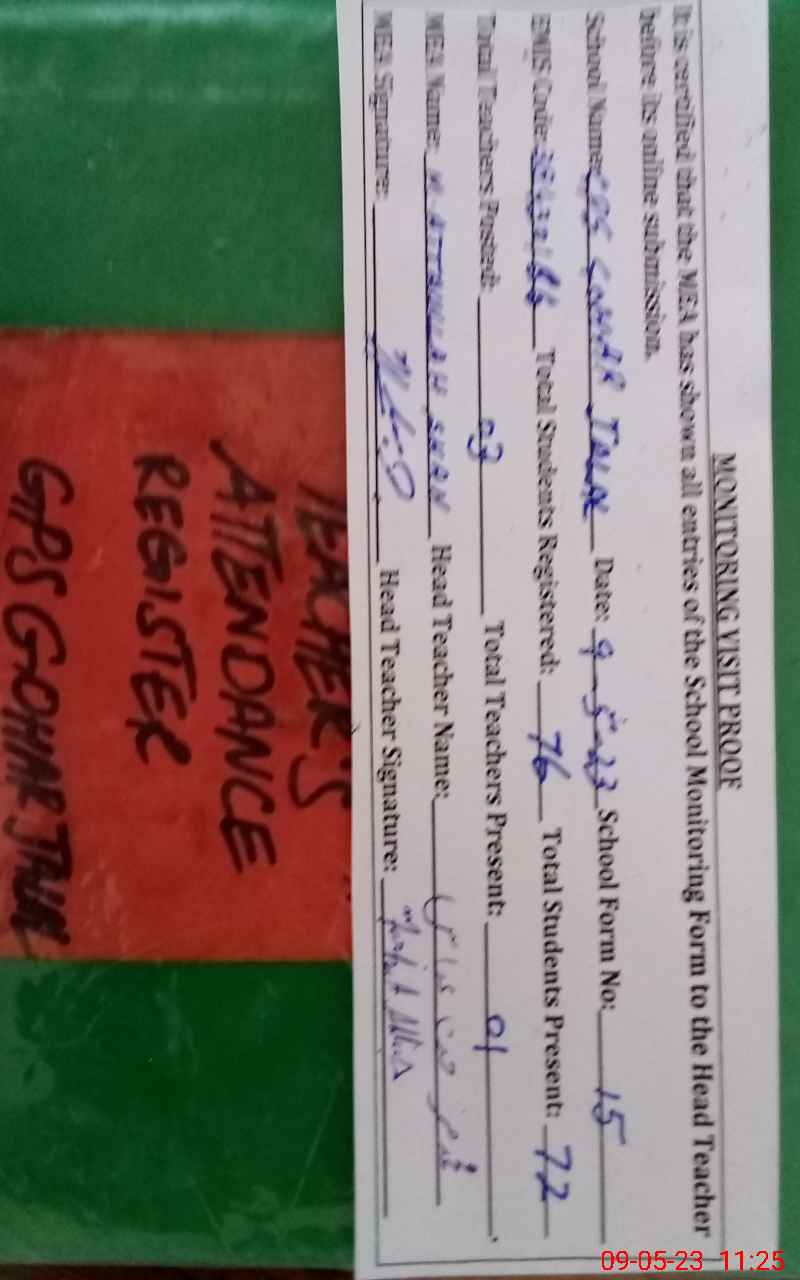 MONITORING VISIT PROOF
It is certified that the MEA has shown all entries of the School Monitoring Form to the Head Teacher
before its online submission.
School Name: GPS GOWHAR Date: 9-5-23 School Form No: 15
EMIS Code: Total Students Registered: 76 Total Students Present: 72
Total Teachers Posted: 03 Total Teachers Present: 01
MEA Name: M. ATTAULLAH KHAN Head Teacher Name:
MEA Signature: Head Teacher Signature:
TEACHER'S
ATTENDANCE
REGISTER
GPS GOHAR
09-05-23 11:25